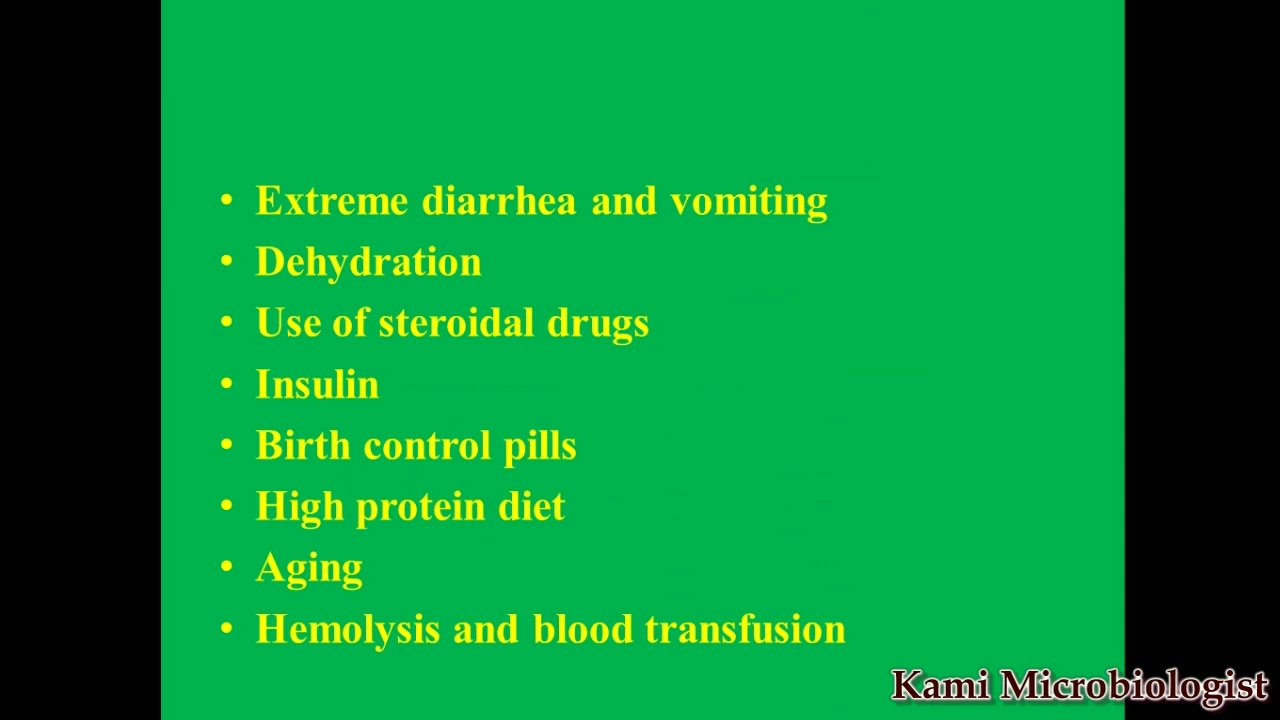 • Extreme diarrhea and vomiting
• Dehydration
• Use of steroidal drugs
• Insulin
• Birth control pills
• High protein diet
• Aging
• Hemolysis and blood transfusion
Kami Microbiologist